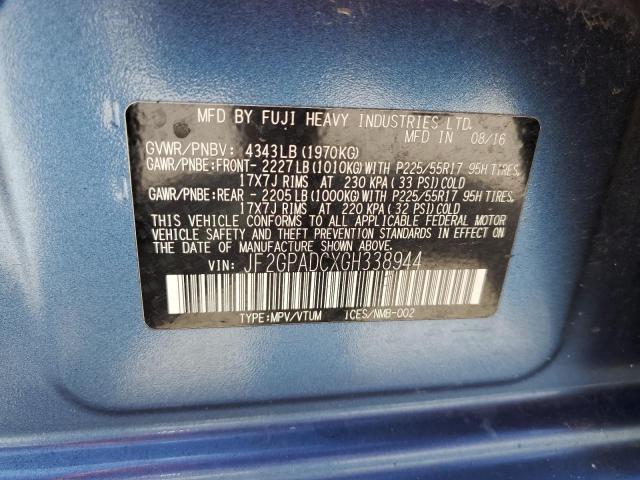 MFD BY FUJI HEAVY INDUSTRIES LTD.
MFD IN 08/16
GVWR/PNBV: 4343LB (1970KG)
GAWR/PNBE:FRONT- 2227LB (1010KG) WITH P225/55R17 95H TIRES,
17X7J RIMS AT 230 KPA (33 PSI) COLD
GAWR/PNBE:REAR - 2205LB (1000KG) WITH P225/55R17 95H TIRES,
17X7J RIMS AT 220 KPA (32 PSI) COLD
THIS VEHICLE CONFORMS TO ALL APPLICABLE FEDERAL MOTOR
VEHICLE SAFETY AND THEFT PREVENTION STANDARDS IN EFFECT ON
THE DATE OF MANUFACTURE SHOWN ABOVE.
VIN: JF2GPADCXGH338944
TYPE:MPV/VTUM ICES/NMB-002